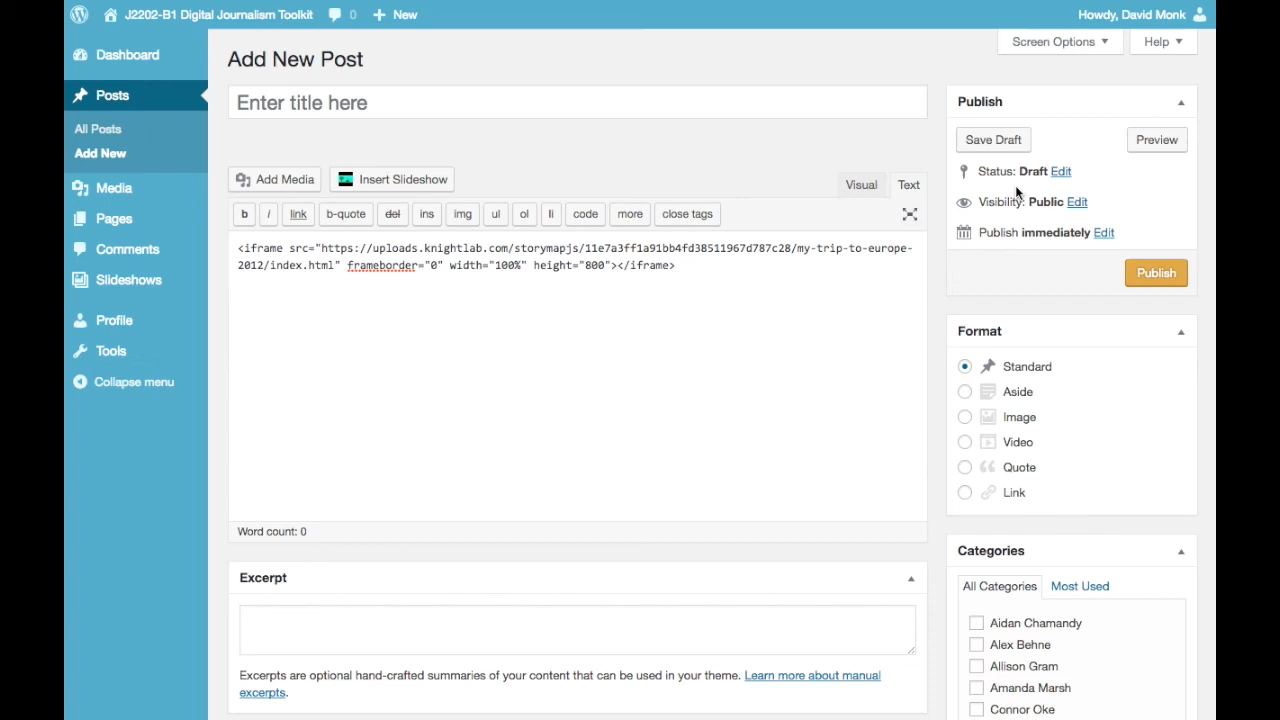 J2202-B1 Digital Journalism Toolkit 0 New Howdy, David Monk
Dashboard
Posts
All Posts
Add New
Media
Pages
Comments
Slideshows
Profile
Tools
Collapse menu
Screen Options Help
Add New Post
Enter title here
Add Media Insert Slideshow Visual Text
b i link b-quote del ins img ul ol li code more close tags
<iframe src="https://uploads.knightlab.com/storymapjs/11e7a3ff1a91bb4fd38511967d787c28/my-trip-to-europe-
2012/index.html" frameborder="0" width="100%" height="800"></iframe>
Word count: 0
Excerpt
Excerpts are optional hand-crafted summaries of your content that can be used in your theme. Learn more about manual
excerpts.
Publish
Save Draft Preview
Status: Draft Edit
Visibility: Public Edit
Publish immediately Edit
Publish
Format
Standard
Aside
Image
Video
Quote
Link
Categories
All Categories Most Used
Aidan Chamandy
Alex Behne
Allison Gram
Amanda Marsh
Connor Oke